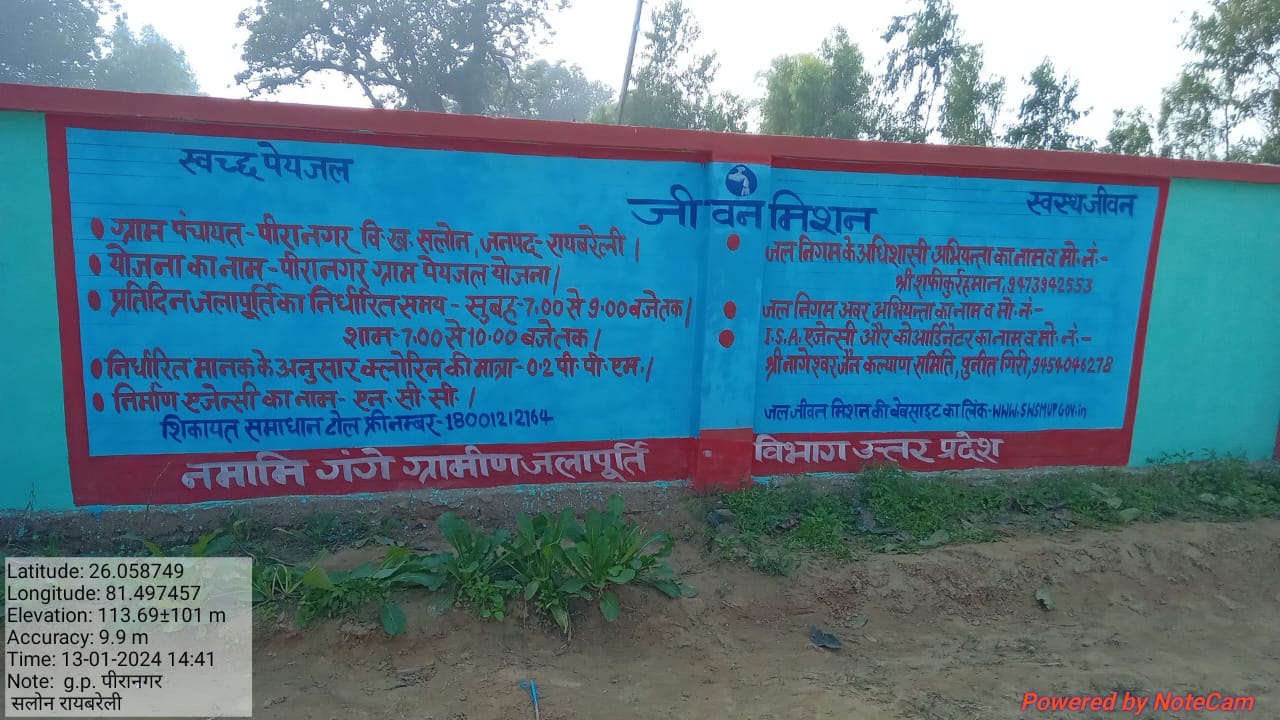 स्वच्छ पेयजल
जीवन मिशन
स्वस्थ जीवन
ग्राम पंचायत-पीरानगर वि.ख. सलोन, जनपद-रायबरेली।
योजना का नाम-पीरानगर ग्राम पेयजल योजना।
प्रतिदिन जलापूर्ति का निर्धारित समय-सुबह-7.00 से 9.00 बजे तक।
शाम-7.00 से 10.00 बजे तक।
निर्धारित मानक के अनुसार क्लोरिन की मात्रा-0.2 पी.पी.एम.।
निर्माण एजेन्सी का नाम-एन.सी.सी.।
शिकायत समाधान टोल फ्री नम्बर-18001212164
जल निगम के अधिशासी अभियन्ता का नाम व मो.नं.-
श्री शफीकुर्रहमान, 9473942553
जल निगम अवर अभियन्ता का नाम व मो.नं.-
I.S.A. एजेन्सी और कोआर्डिनेटर का नाम व मो. नं.-
श्री नागेश्वर जैन कल्याण समिति, पुनीत गिरी, 9454046278
जल जीवन मिशन की बेबसाइट का लिंक-WWW.SWSMUP.GOV.in
नमामि गंगे ग्रामीण जलापूर्ति विभाग उत्तर प्रदेश
Latitude: 26.058749
Longitude: 81.497457
Elevation: 113.69±101 m
Accuracy: 9.9 m
Time: 13-01-2024 14:41
Note: g.p. पीरानगर
सलोन रायबरेली
Powered by NoteCam